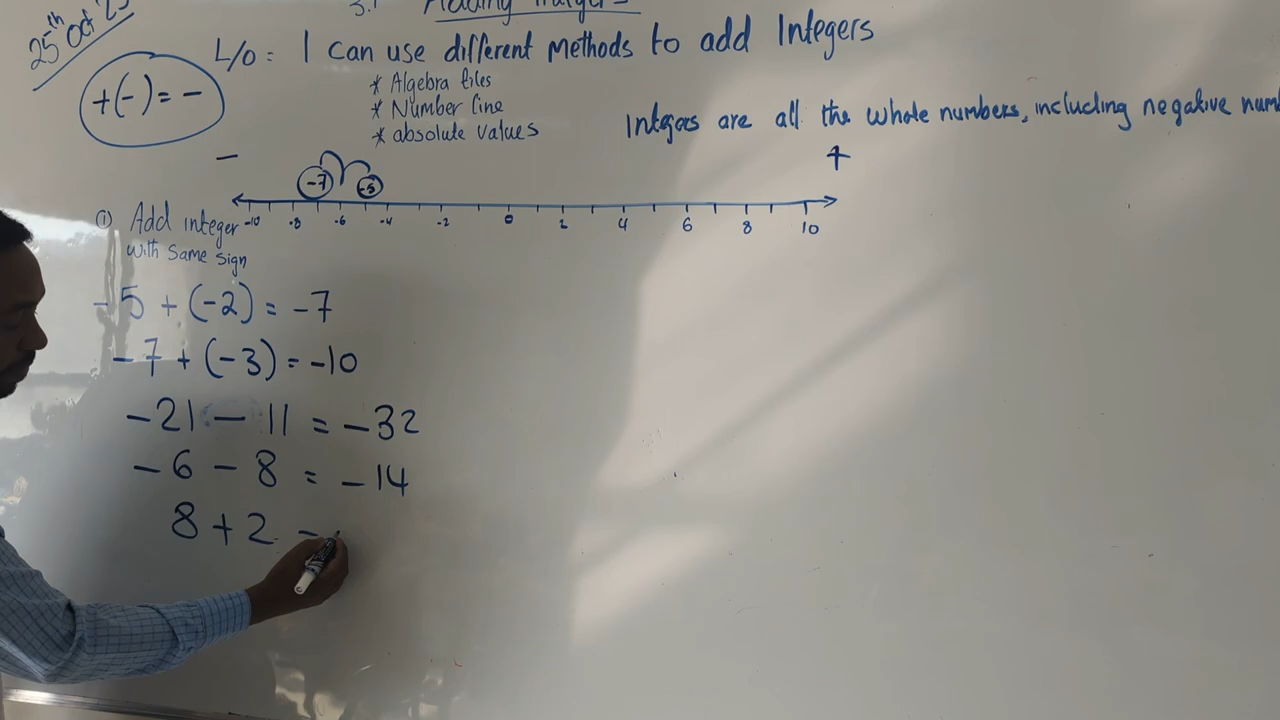 25th Oct '25
3.1 Adding Integers
L/o = I can use different methods to add Integers
+(-) = -
* Algebra tiles
* Number line
* absolute values
Integers are all the whole numbers, including negative num
- +
-7 -5
-10 -8 -6 -4 -2 0 2 4 6 8 10
① Add integer
with same sign
-5 + (-2) = -7
-7 + (-3) = -10
-21 - 11 = -32
-6 - 8 = -14
8 + 2 =